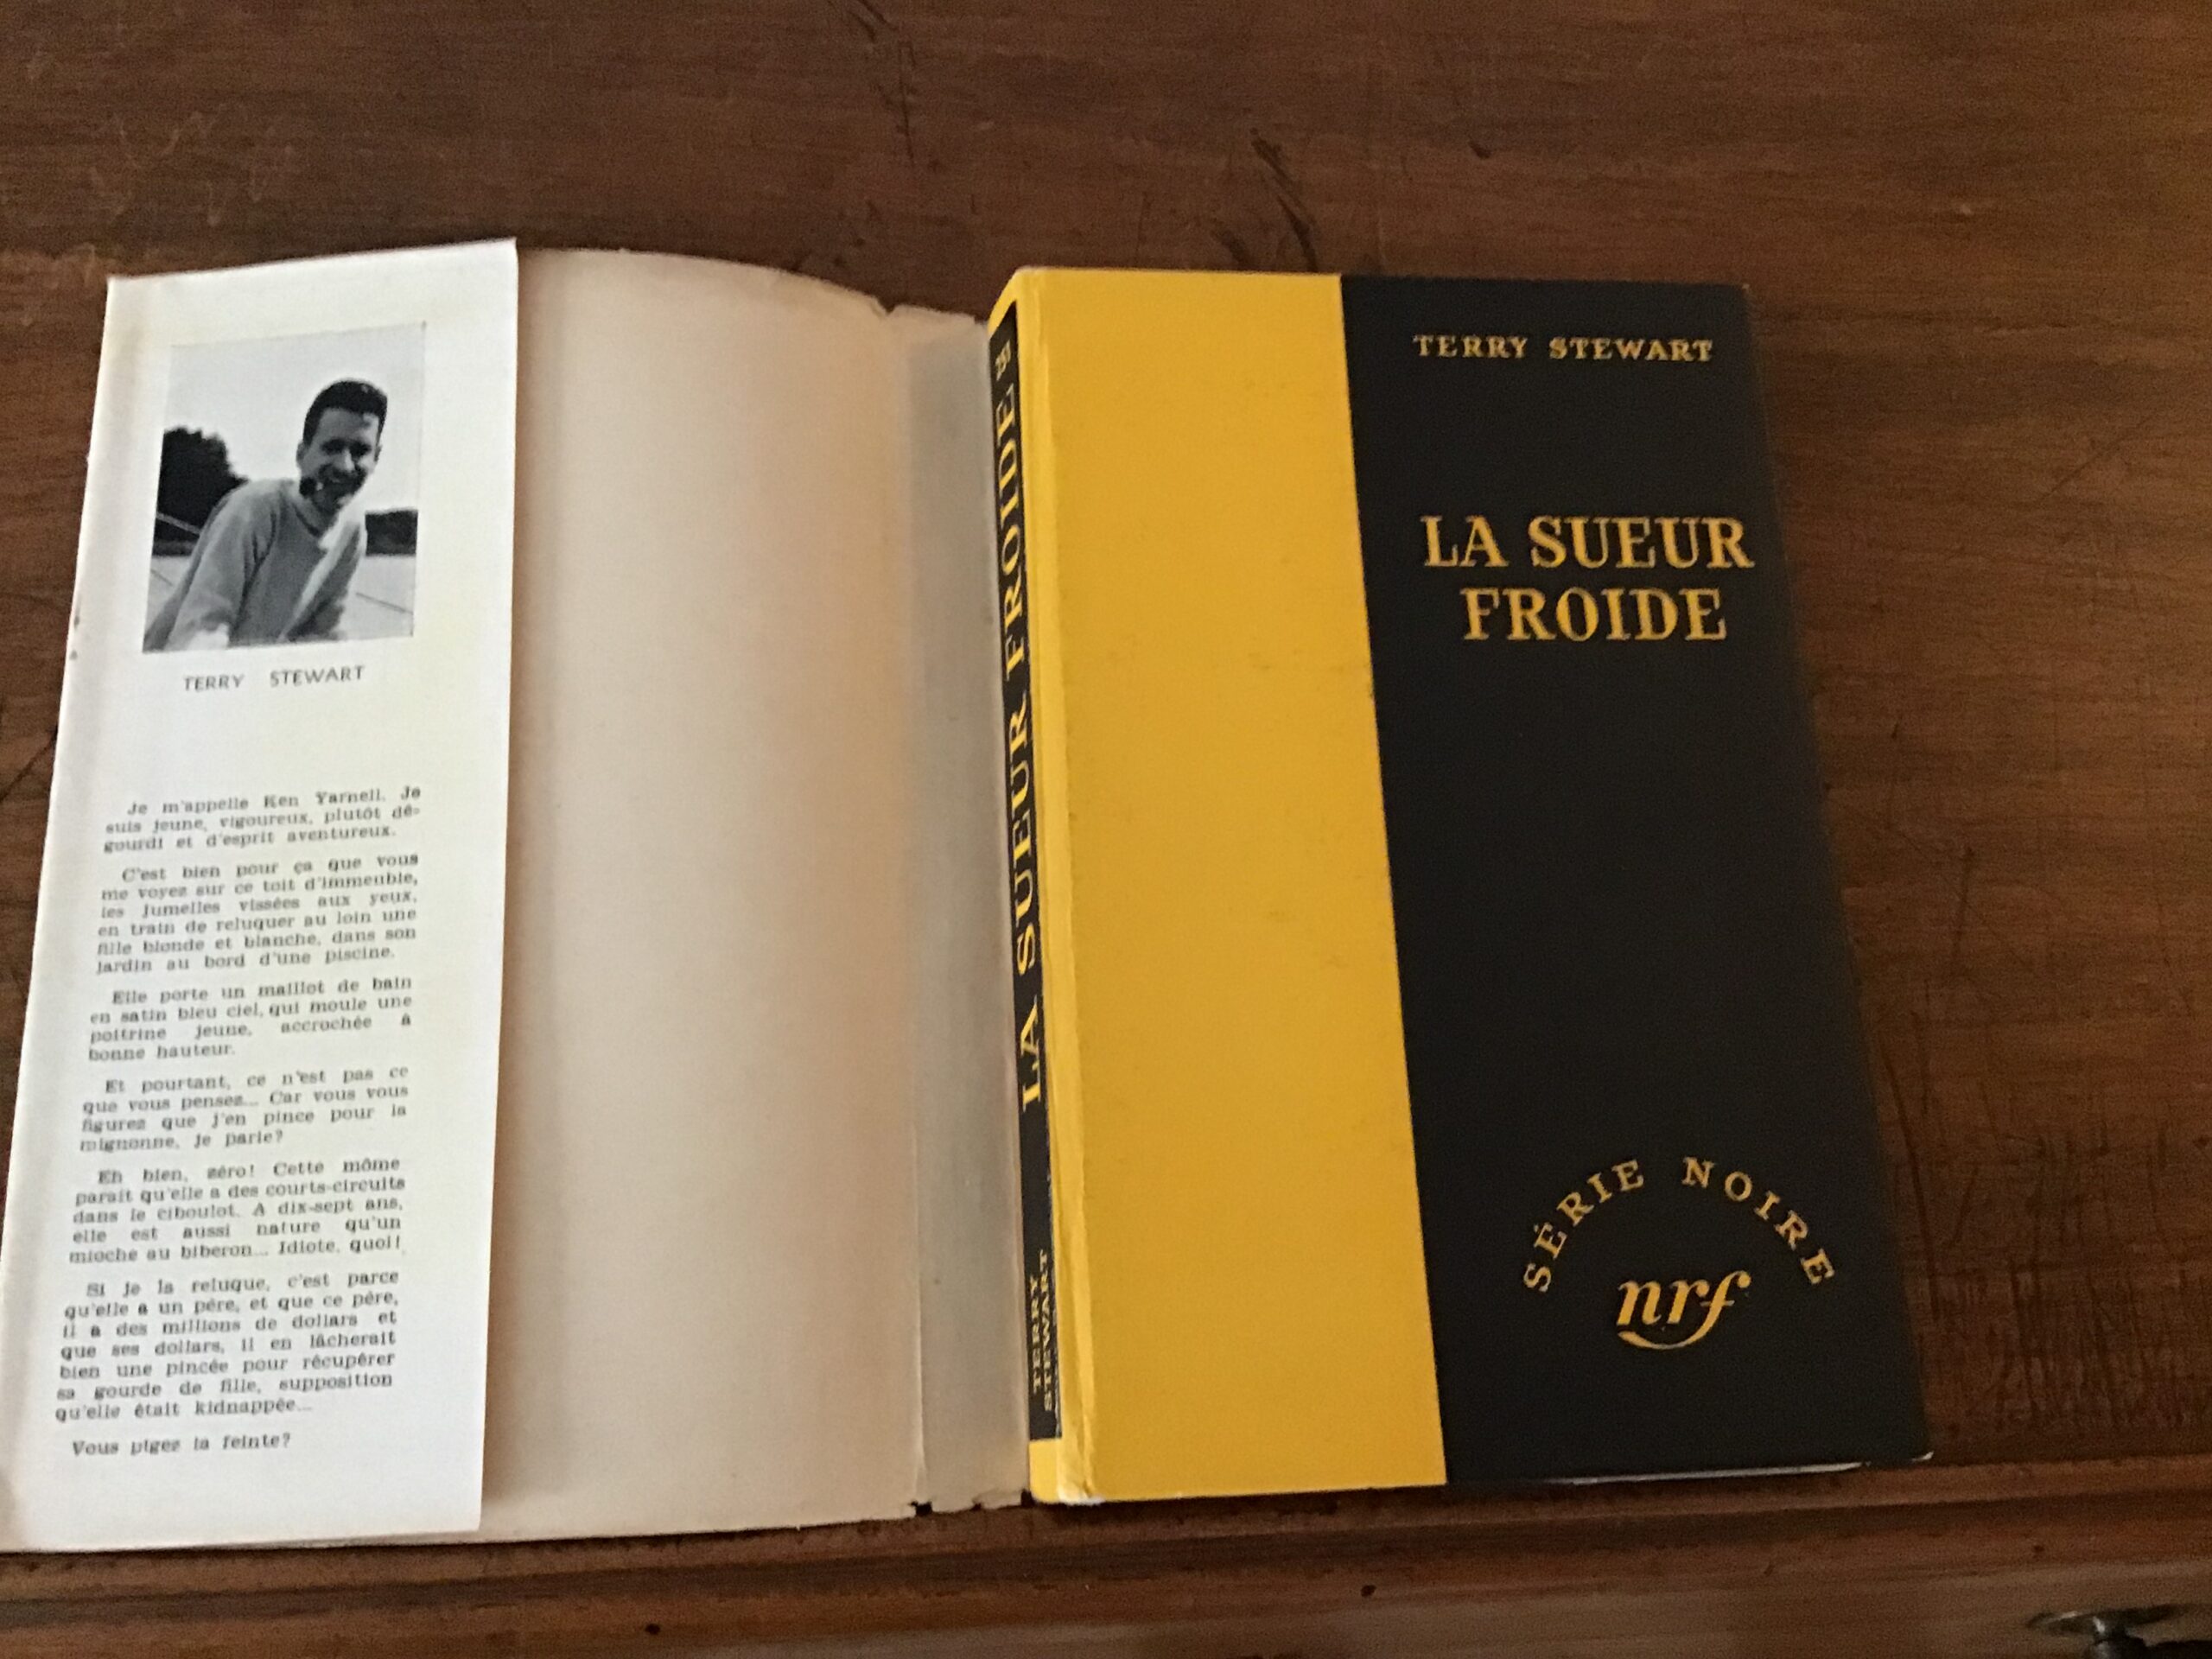 TERRY STEWART
Je m'appelle Ken Yarnell. Je
suis jeune, vigoureux, plutôt dé-
gourdi et d'esprit aventureux.
C'est bien pour ça que vous
me voyez sur ce toit d'immeuble,
les jumelles vissées aux yeux,
en train de reluquer au loin une
fille blonde et blanche, dans son
jardin au bord d'une piscine.
Elle porte un maillot de bain
en satin bleu ciel, qui moule une
poitrine jeune, accrochée à
bonne hauteur.
Et pourtant, ce n'est pas ce
que vous pensez... Car vous vous
figurez que j'en pince pour la
mignonne, je parie?
Eh bien, zéro! Cette môme
paraît qu'elle a des courts-circuits
dans le ciboulot. A dix-sept ans,
elle est aussi nature qu'un
mioche au biberon... Idiote, quoi!
Si je la reluque, c'est parce
qu'elle a un père, et que ce père,
il a des millions de dollars et
que ses dollars, il en lâcherait
bien une pincée pour récupérer
sa gourde de fille, supposition
qu'elle était kidnappée...
Vous pigez la feinte?
LA SUEUR FROIDE
TERRY
STEWART
TERRY STEWART
LA SUEUR
FROIDE
SÉRIE NOIRE
nrf